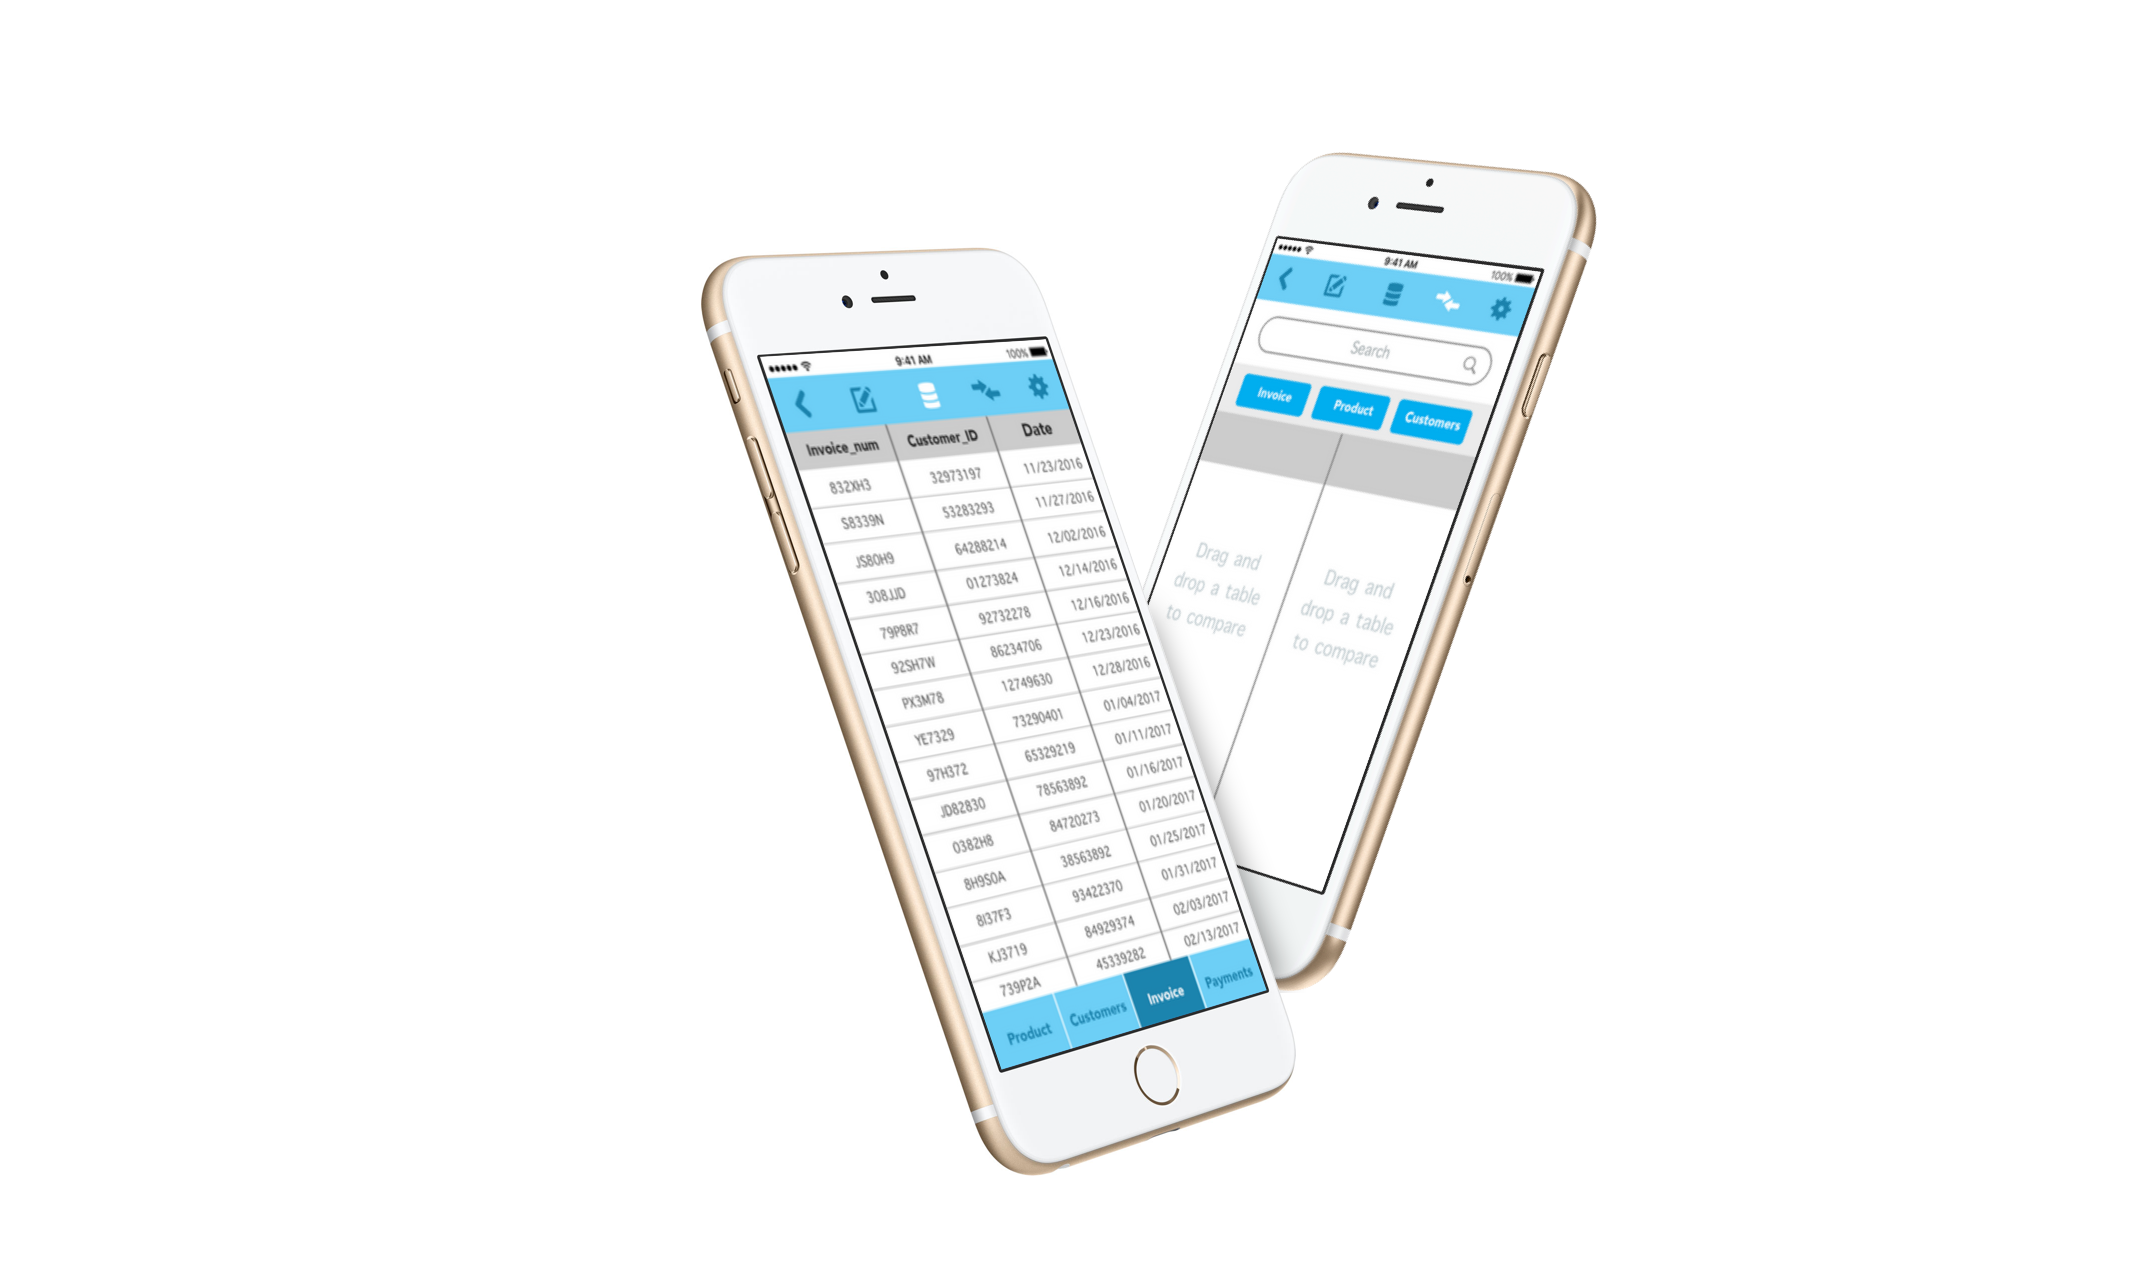 9:41 AM 100%
Invoice_num Customer_ID Date
832XH3 32973197 11/23/2016
S8339N 53283293 11/27/2016
JS80H9 64288214 12/02/2016
308JJD 01273824 12/14/2016
79P8R7 92732278 12/16/2016
92SH7W 86234706 12/23/2016
PX3M78 12749630 12/28/2016
YE7329 73290401 01/04/2017
97H372 65329219 01/11/2017
JD82830 78563892 01/16/2017
0382H8 84720273 01/20/2017
8H9S0A 38563892 01/25/2017
8I37F3 93422370 01/31/2017
KJ3719 84929374 02/03/2017
739P2A 45339282 02/13/2017
Product Customers Invoice Payments
9:41 AM 100%
Search
Invoice Product Customers
Drag and
drop a table
to compare
Drag and
drop a table
to compare